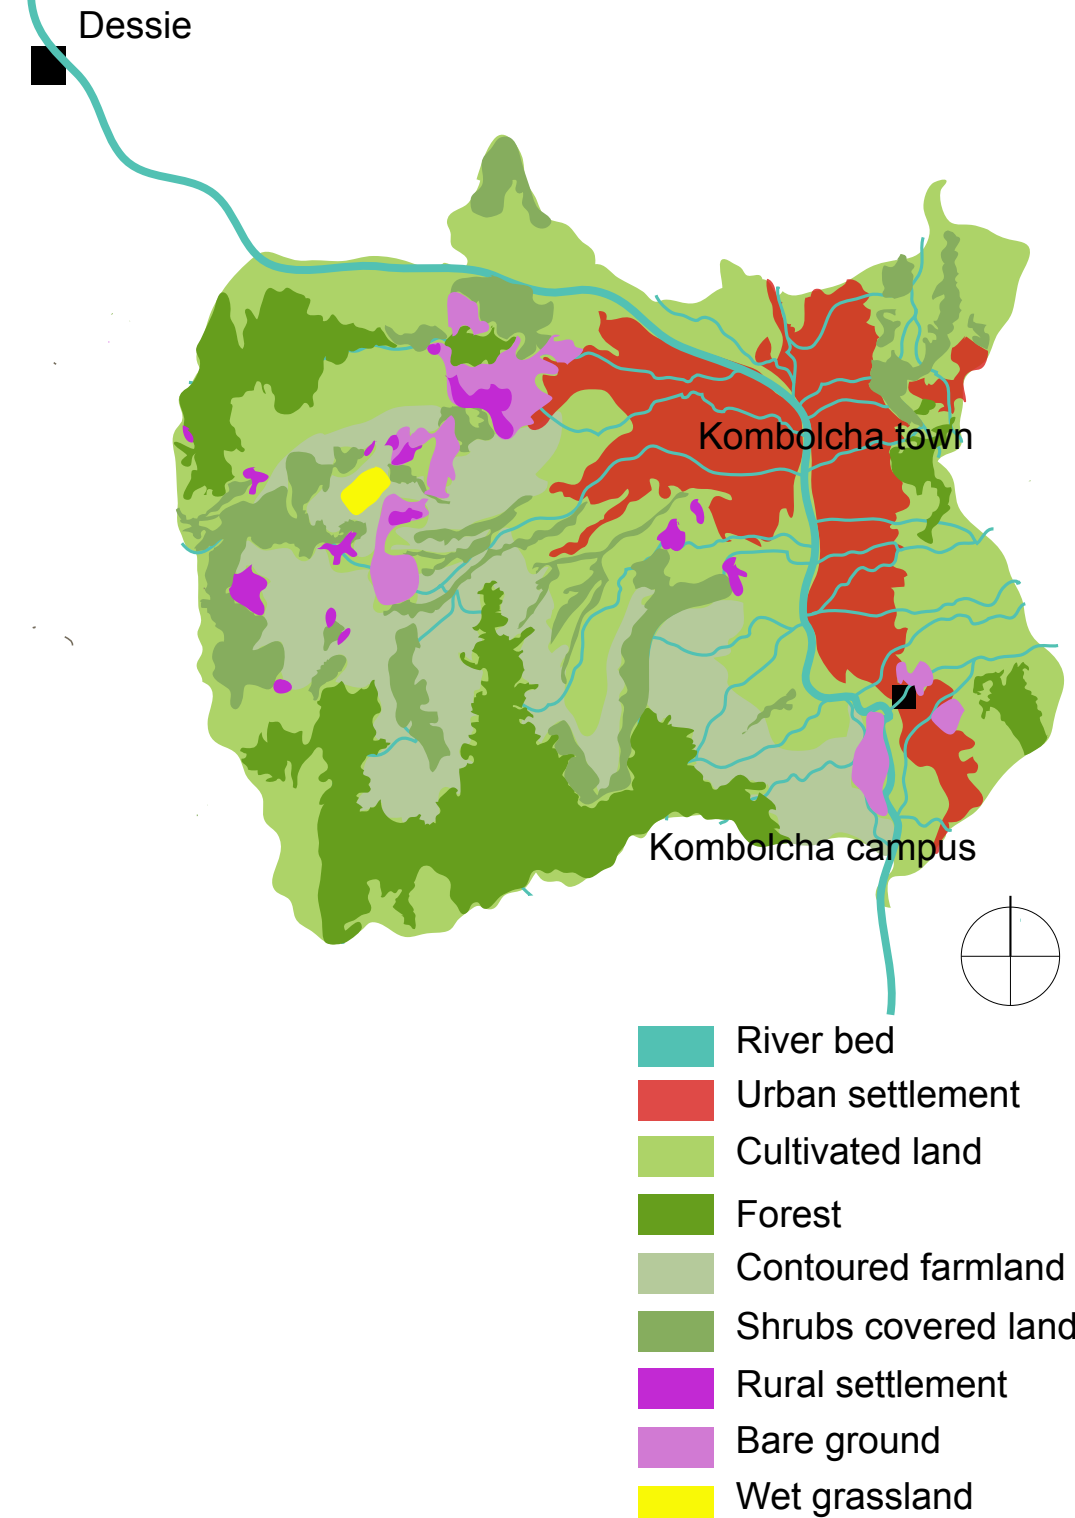 Dessie
Kombolcha town
Kombolcha campus
River bed
Urban settlement
Cultivated land
Forest
Contoured farmland
Shrubs covered land
Rural settlement
Bare ground
Wet grassland